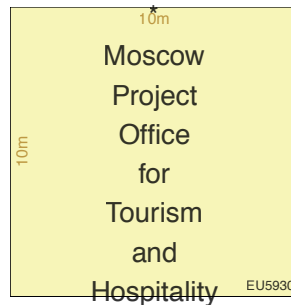 *
10m
Moscow
Project
Office
10m
for
Tourism
and
Hospitality
EU5930